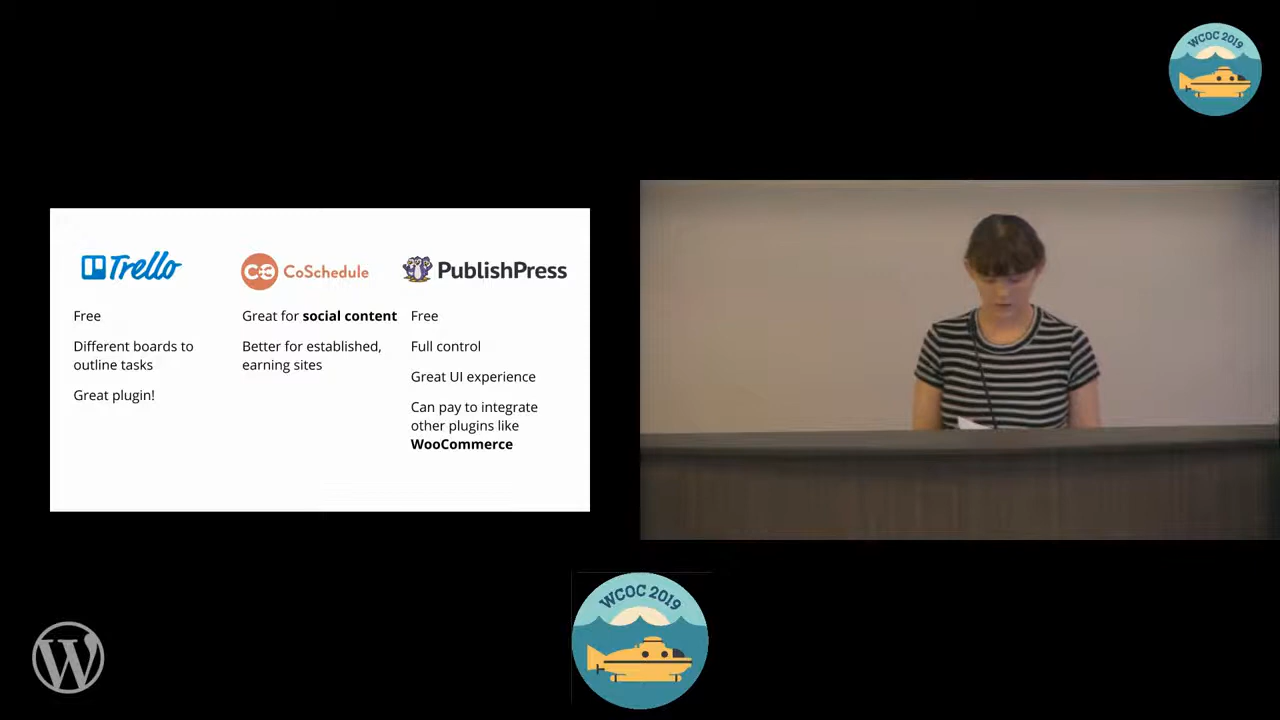 WCOC 2019
Trello
CoSchedule
PublishPress
Free
Different boards to
outline tasks
Great plugin!
Great for social content
Better for established,
earning sites
Free
Full control
Great UI experience
Can pay to integrate
other plugins like
WooCommerce
WCOC 2019
W